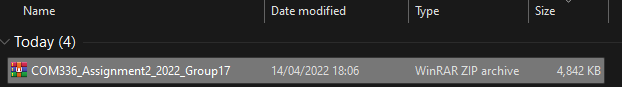 Name Date modified Type Size
Today (4)
COM336_Assignment2_2022_Group17 14/04/2022 18:06 WinRAR ZIP archive 4,842 KB